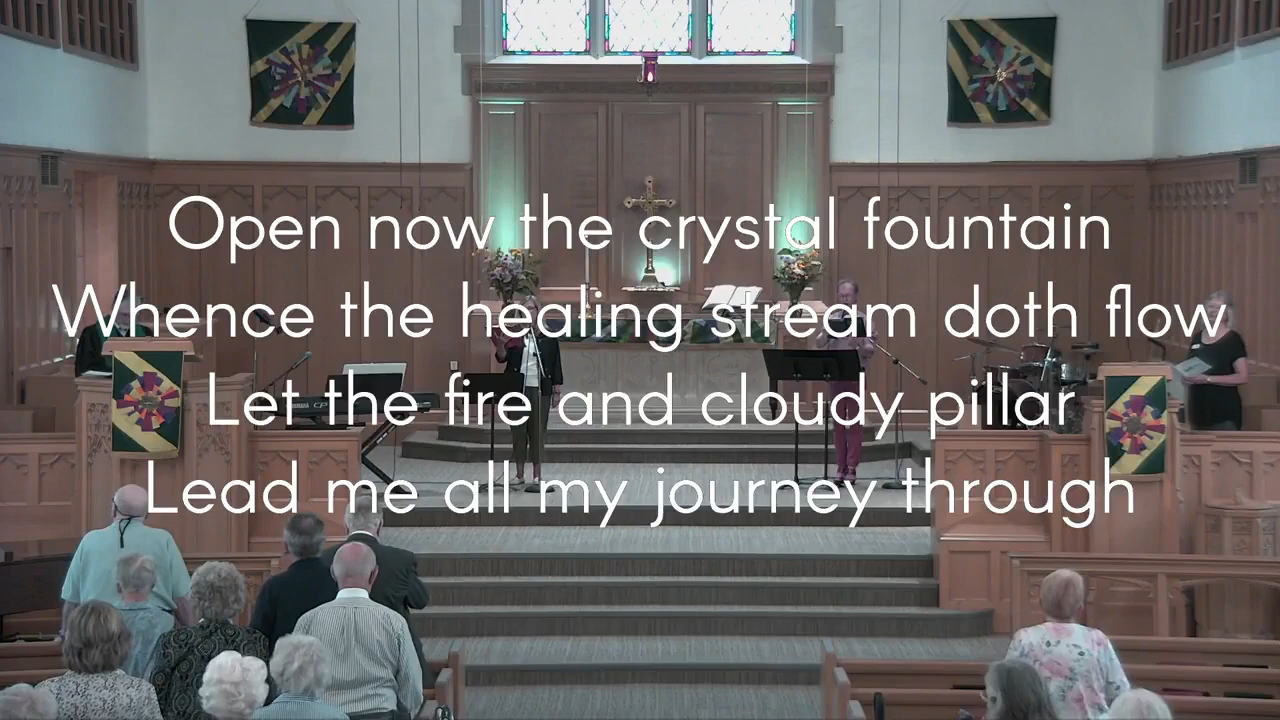 Open now the crystal fountain
Whence the healing stream doth flow
Let the fire and cloudy pillar
Lead me all my journey through